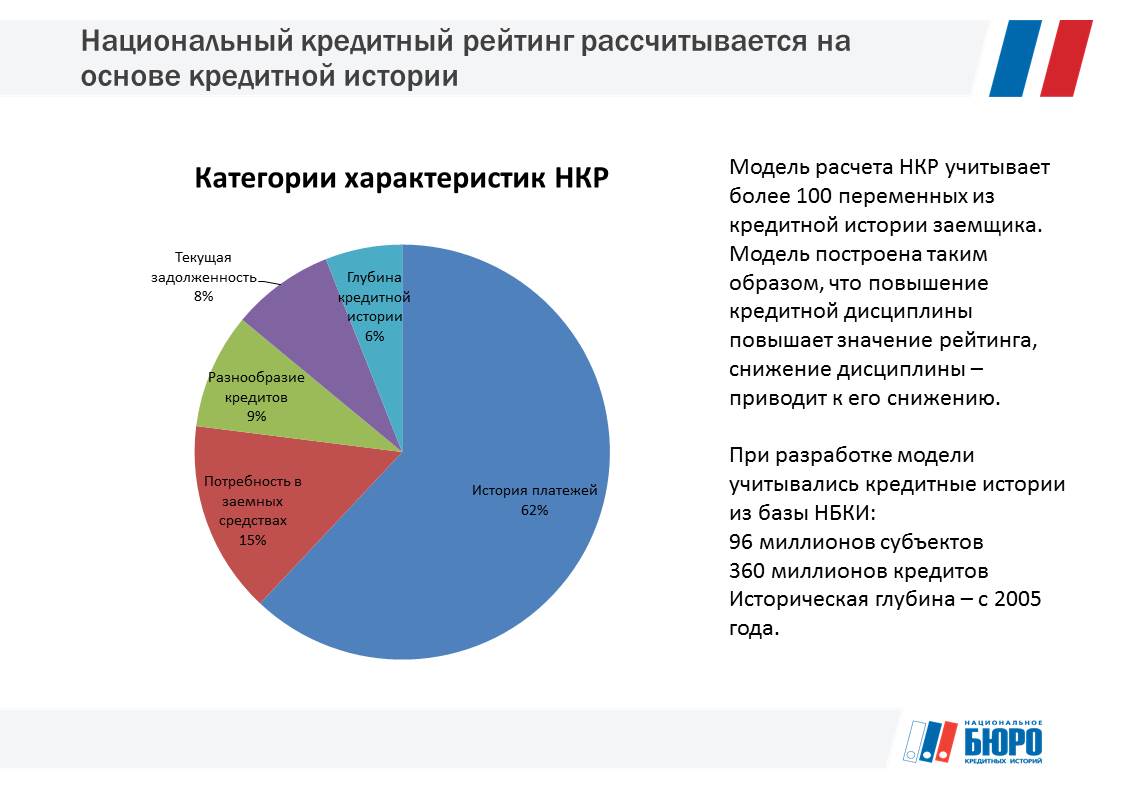 Национальный кредитный рейтинг рассчитывается на
основе кредитной истории
Категории характеристик НКР
Текущая
задолженность
8%
Глубина
кредитной
истории
6%
Разнообразие
кредитов
9%
Потребность в
заемных
средствах
15%
История платежей
62%
Модель расчета НКР учитывает
более 100 переменных из
кредитной истории заемщика.
Модель построена таким
образом, что повышение
кредитной дисциплины
повышает значение рейтинга,
снижение дисциплины –
приводит к его снижению.
При разработке модели
учитывались кредитные истории
из базы НБКИ:
96 миллионов субъектов
360 миллионов кредитов
Историческая глубина – с 2005
года.
НАЦИОНАЛЬНОЕ
БЮРО
КРЕДИТНЫХ ИСТОРИЙ